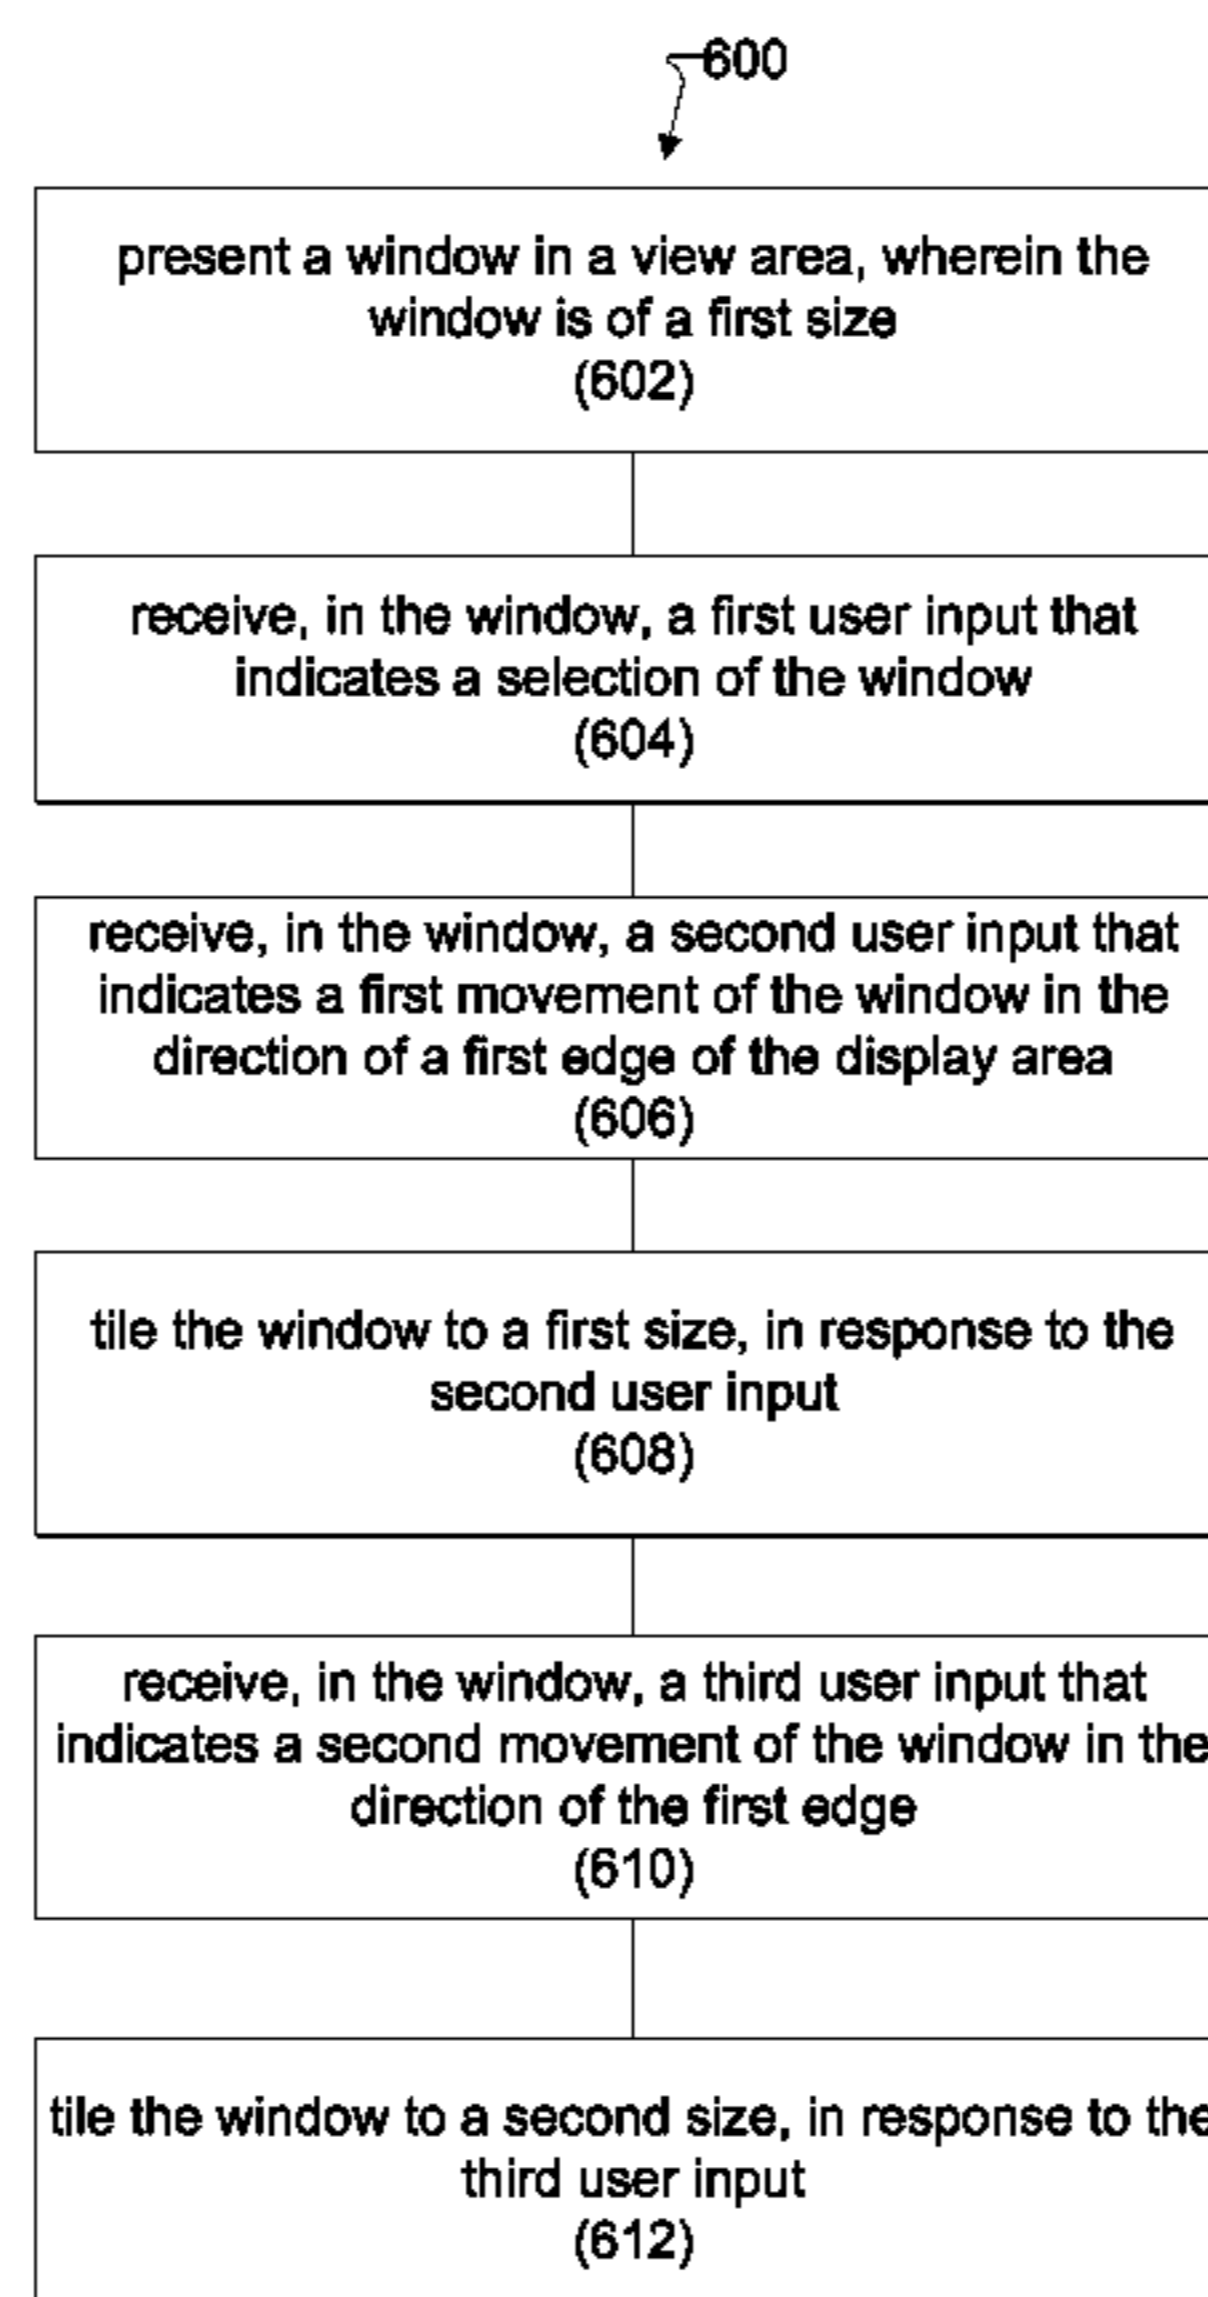 600
present a window in a view area, wherein the
window is of a first size
(602)
receive, in the window, a first user input that
indicates a selection of the window
(604)
receive, in the window, a second user input that
indicates a first movement of the window in the
direction of a first edge of the display area
(606)
tile the window to a first size, in response to the
second user input
(608)
receive, in the window, a third user input that
indicates a second movement of the window in the
direction of the first edge
(610)
tile the window to a second size, in response to the
third user input
(612)